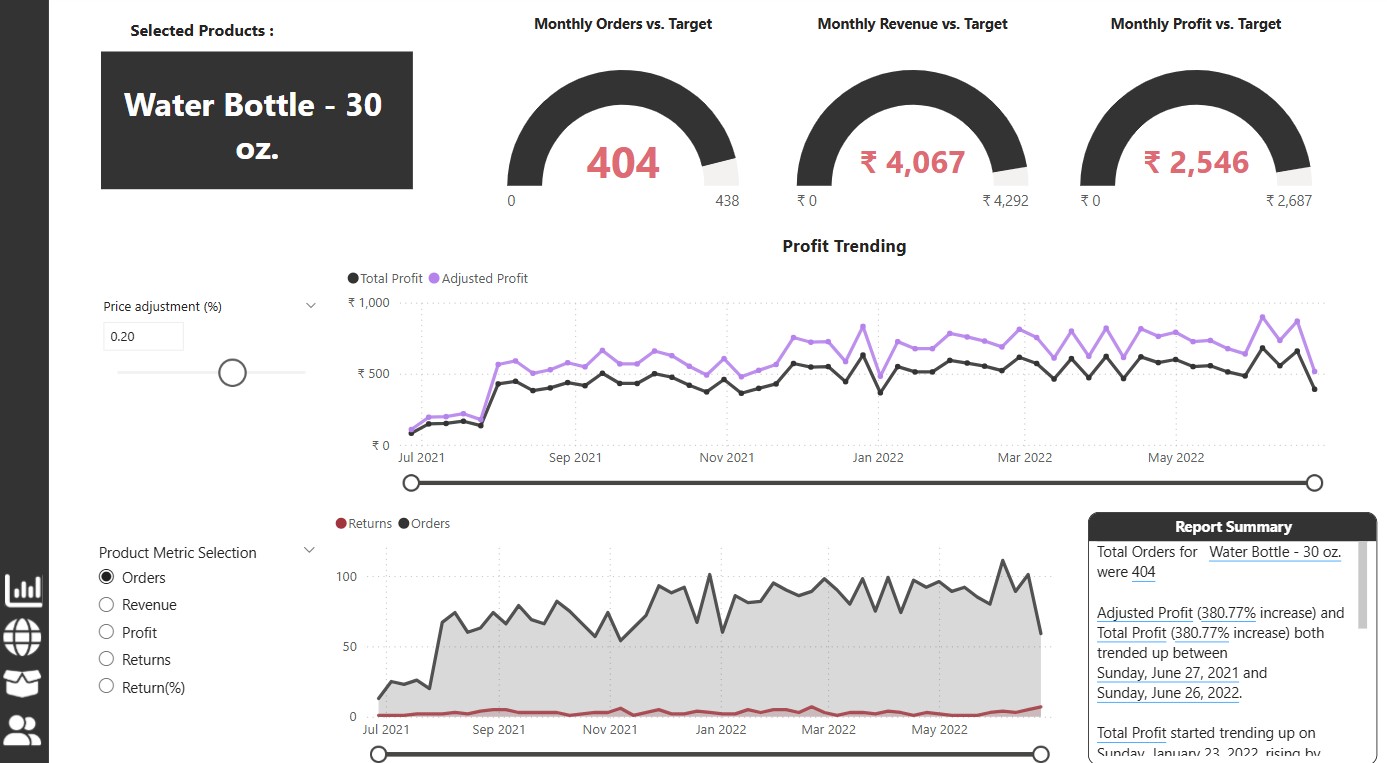 Selected Products :
Water Bottle - 30
oz.
Monthly Orders vs. Target
404
0
438
Monthly Revenue vs. Target
₹ 4,067
₹ 0
₹ 4,292
Monthly Profit vs. Target
₹ 2,546
₹ 0
₹ 2,687
Profit Trending
Total Profit Adjusted Profit
Price adjustment (%)
0.20
₹ 1,000
₹ 500
₹ 0
Jul 2021 Sep 2021 Nov 2021 Jan 2022 Mar 2022 May 2022
Product Metric Selection
Orders
Revenue
Profit
Returns
Return(%)
Returns Orders
100
50
0
Jul 2021 Sep 2021 Nov 2021 Jan 2022 Mar 2022 May 2022
Report Summary
Total Orders for Water Bottle - 30 oz.
were 404
Adjusted Profit (380.77% increase) and
Total Profit (380.77% increase) both
trended up between
Sunday, June 27, 2021 and
Sunday, June 26, 2022.
Total Profit started trending up on
Sunday, January 23, 2022, rising by